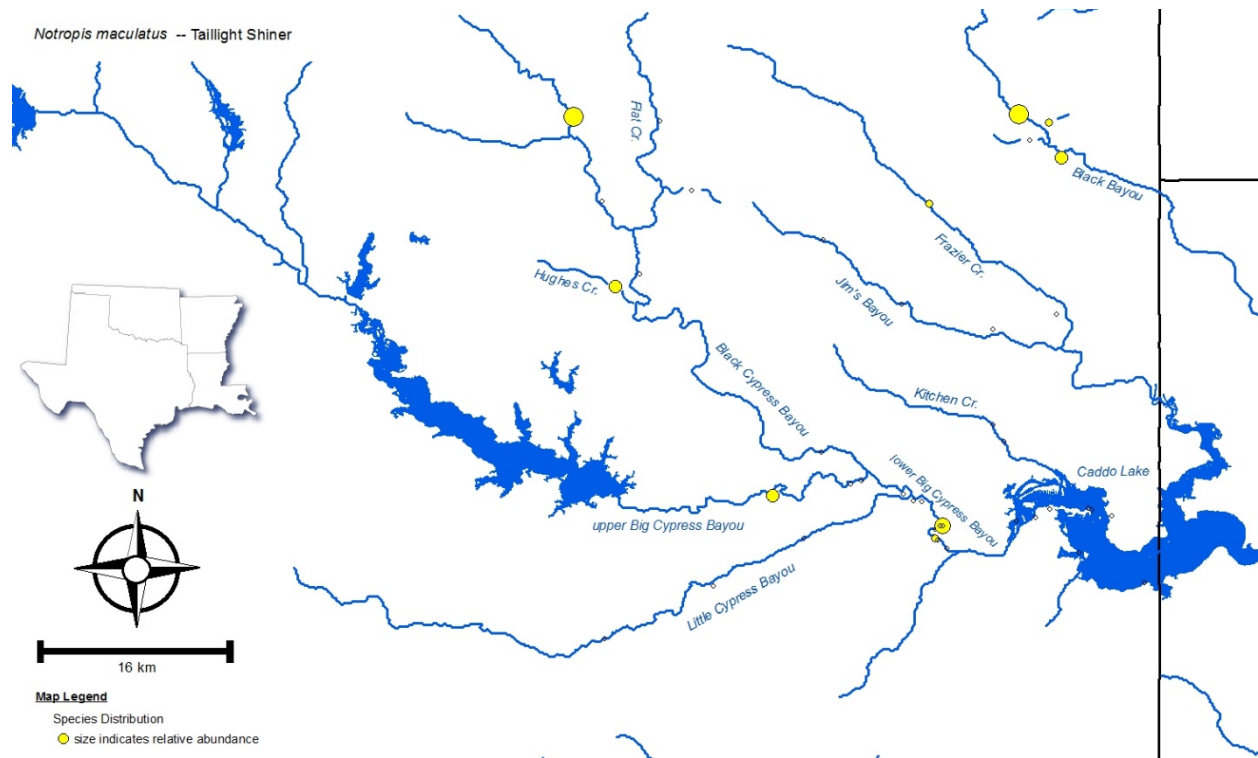 Notropis maculatus -- Taillight Shiner
Flat Cr.
Black Bayou
Frazier Cr.
Hughes Cr.
Jim's Bayou
Black Cypress Bayou
Kitchen Cr.
Caddo Lake
lower Big Cypress Bayou
upper Big Cypress Bayou
Little Cypress Bayou
N
16 km
Map Legend
Species Distribution
size indicates relative abundance